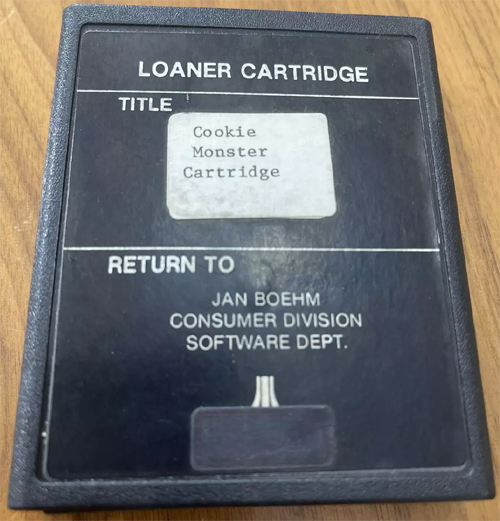 LOANER CARTRIDGE
TITLE
Cookie
Monster
Cartridge
RETURN TO
JAN BOEHM
CONSUMER DIVISION
SOFTWARE DEPT.